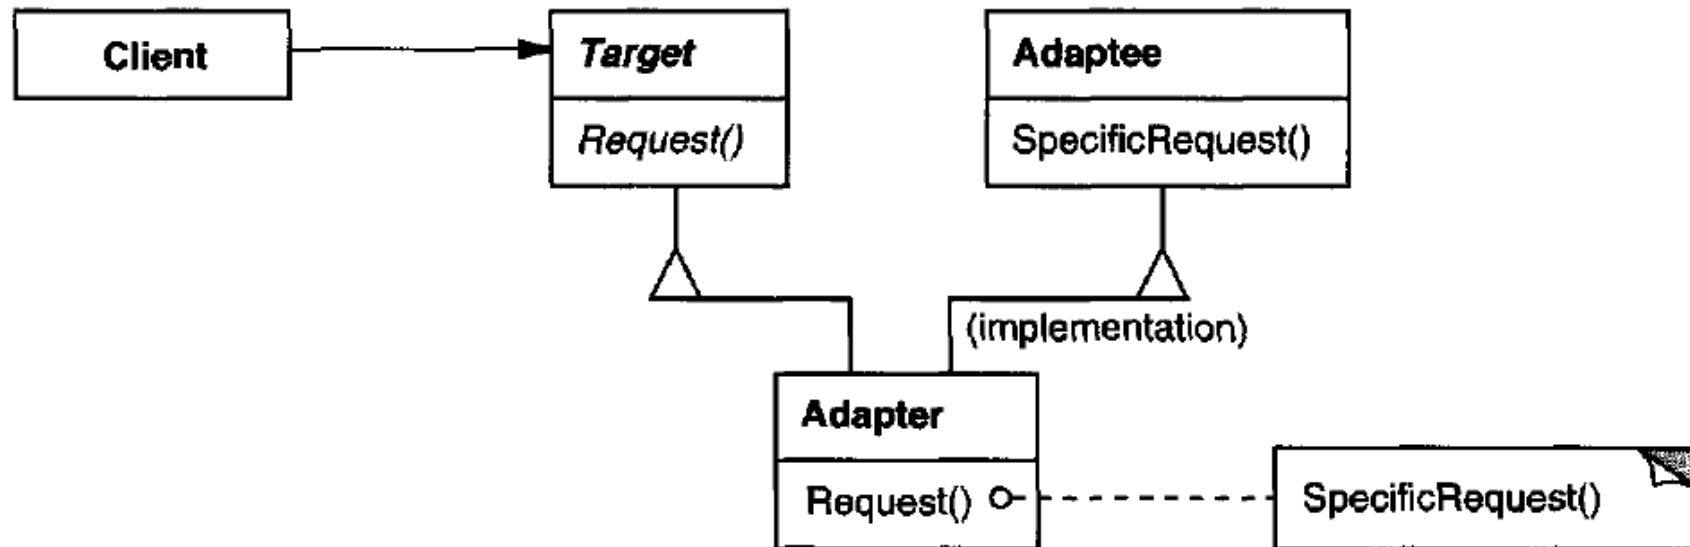 Client
Target
Request()
Adaptee
SpecificRequest()
(implementation)
Adapter
Request()
SpecificRequest()